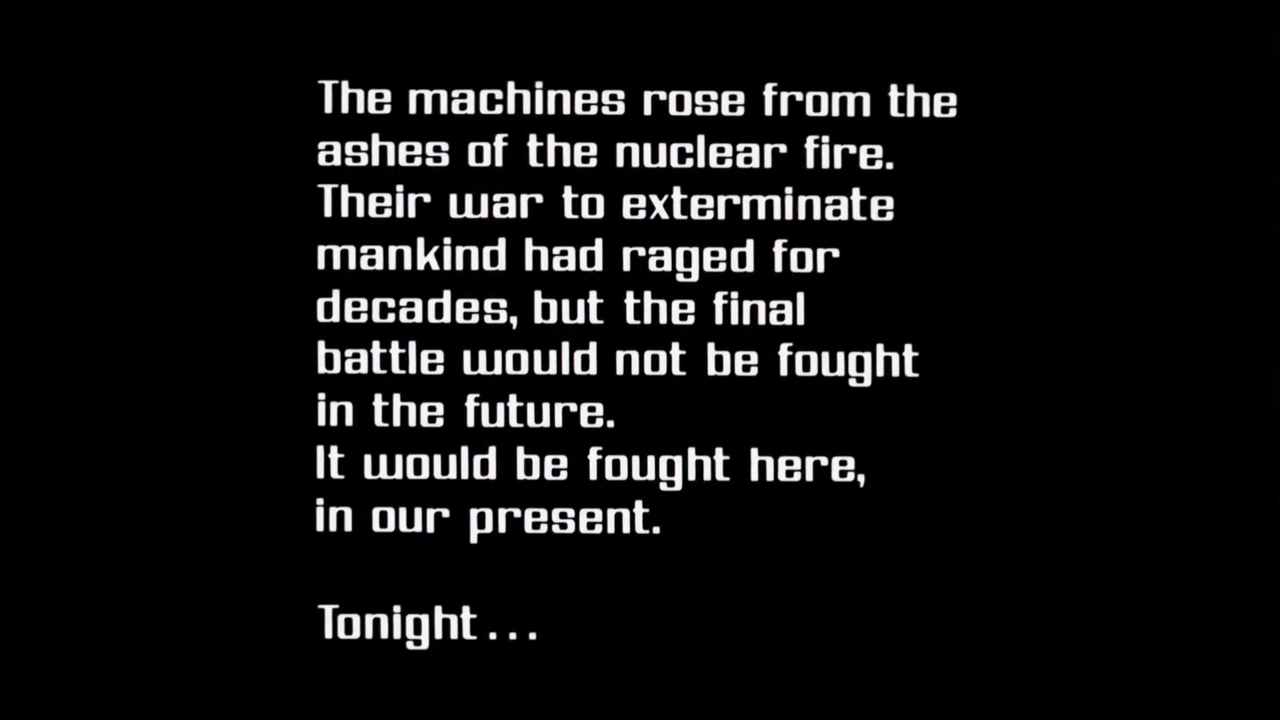 The machines rose from the
ashes of the nuclear fire.
Their war to exterminate
mankind had raged for
decades, but the final
battle would not be fought
in the future.
It would be fought here,
in our present.
Tonight...